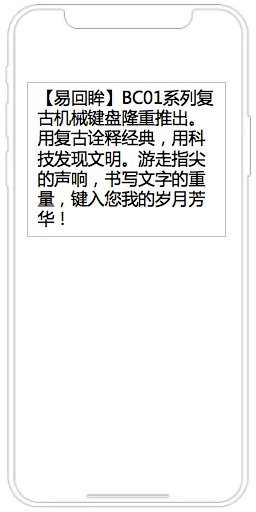 【易回眸】BC01系列复
古机械键盘隆重推出。
用复古诠释经典，用科
技发现文明。游走指尖
的声响，书写文字的重
量，键入您我的岁月芳
华！